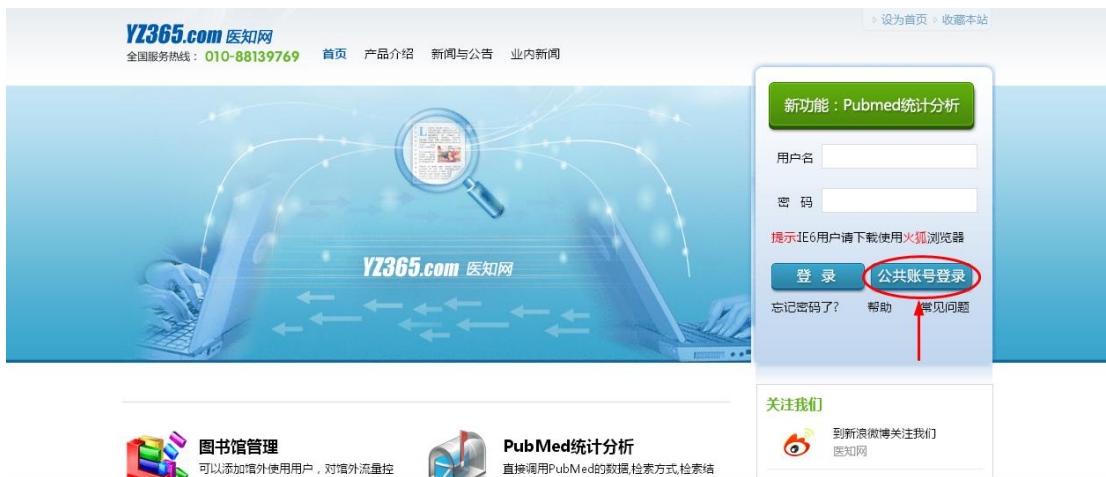 设为首页 收藏本站
YZ365.com 医知网
全国服务热线： 010-88139769 首页 产品介绍 新闻与公告 业内新闻
新功能：Pubmed统计分析
用户名
密 码
提示:IE6用户请下载使用火狐浏览器
登 录 公共账号登录
忘记密码了? 帮助 常见问题
YZ365.com 医知网
关注我们
到新浪微博关注我们
医知网
图书馆管理
可以添加馆外使用用户，对馆外流量控
PubMed统计分析
直接调用PubMed的数据,检索方式,检索结